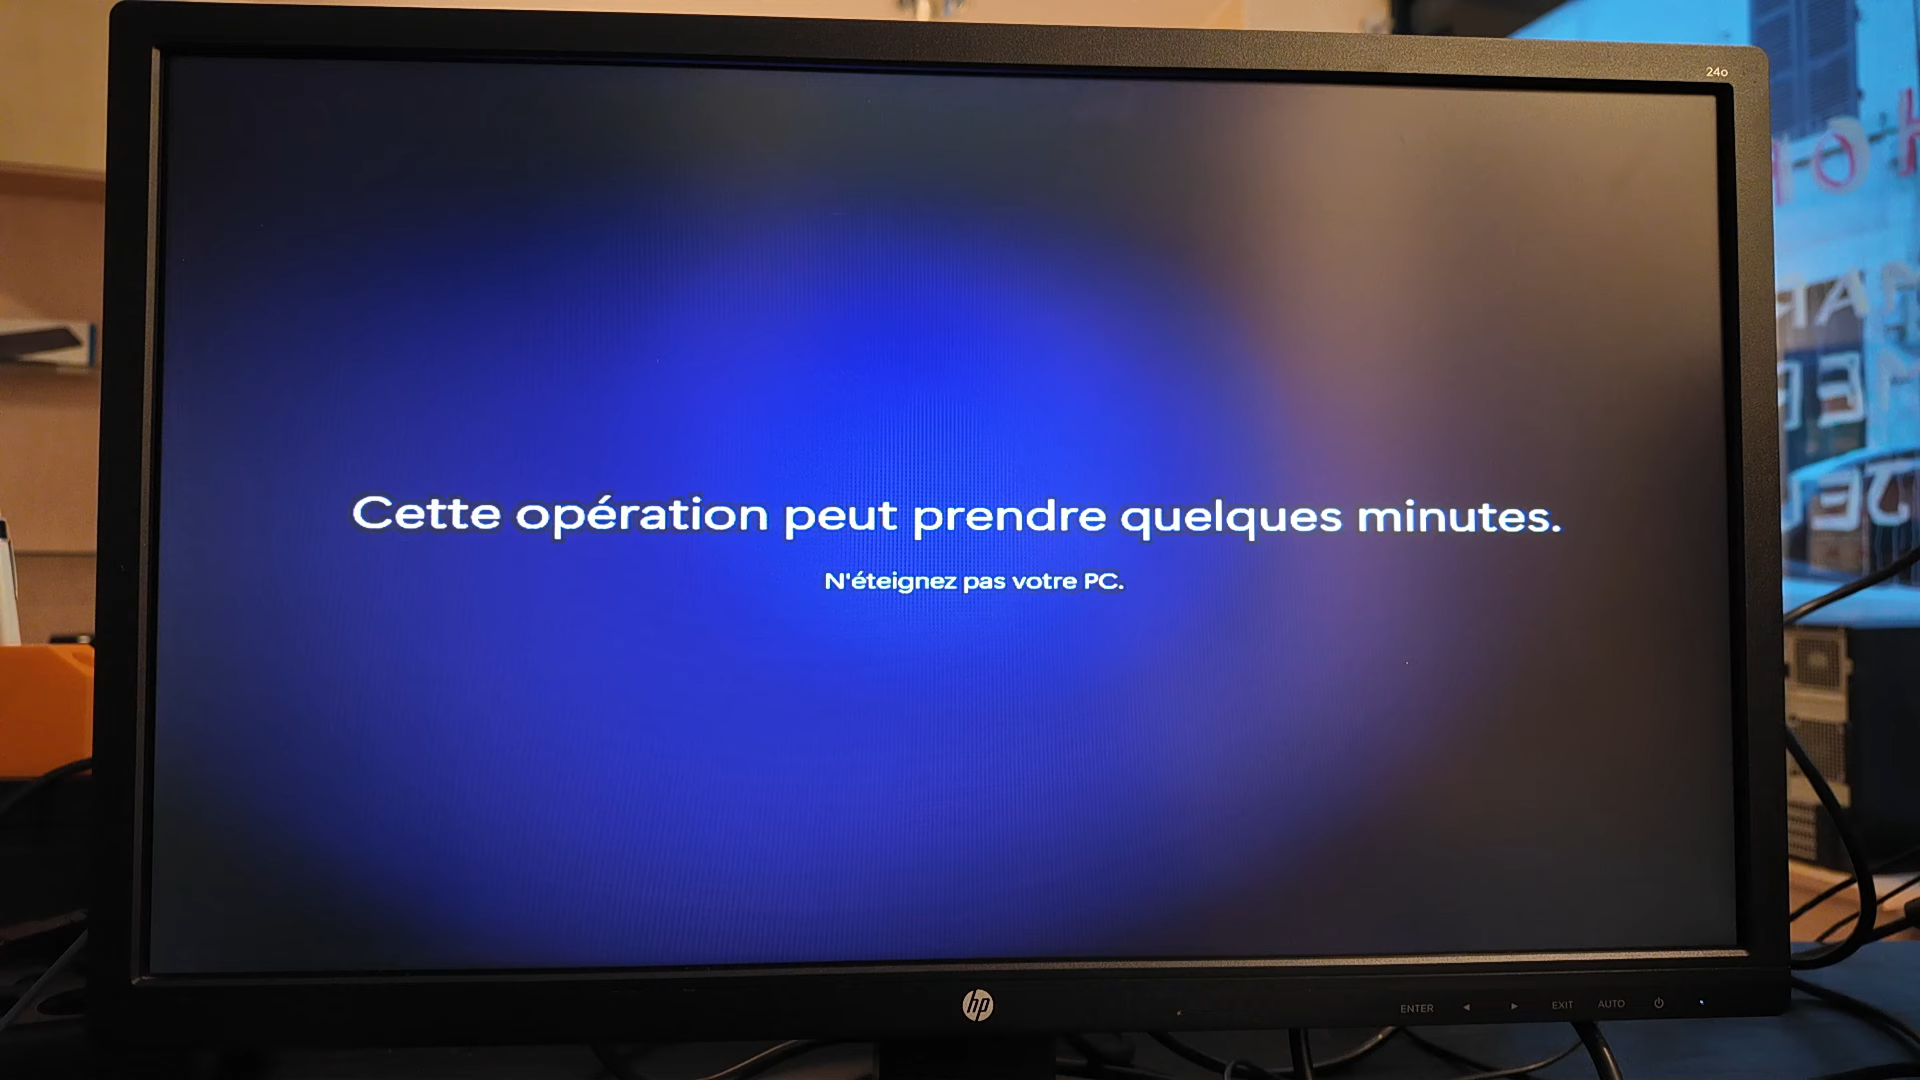 24o
Cette opération peut prendre quelques minutes.
N'éteignez pas votre PC.
hp
ENTER
EXIT
AUTO